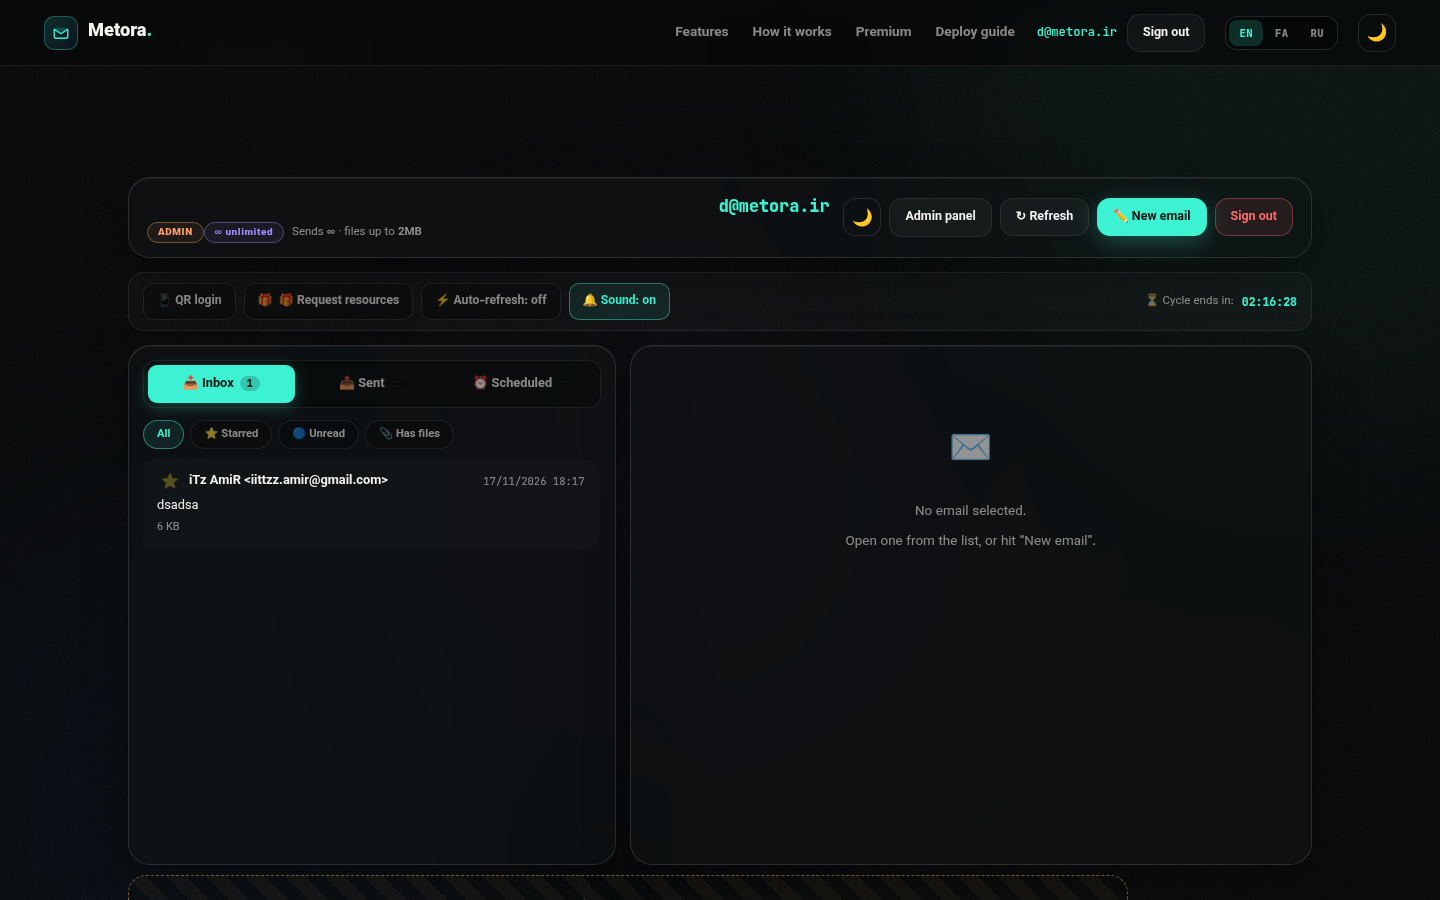 Metora.
Features How it works Premium Deploy guide d@metora.ir Sign out EN FA RU 🌙
d@metora.ir 🌙 Admin panel ↻ Refresh ✏️ New email Sign out
ADMIN ∞ unlimited Sends ∞ · files up to 2MB
📱 QR login 🎁 🎁 Request resources ⚡ Auto-refresh: off 🔔 Sound: on ⏳ Cycle ends in: 02:16:28
📥 Inbox 1 📤 Sent ⏰ Scheduled
All ⭐ Starred 🔵 Unread 📎 Has files
⭐ iTz AmiR <iittzz.amir@gmail.com> 17/11/2026 18:17
dsadsa
6 KB
✉️
No email selected.
Open one from the list, or hit “New email”.